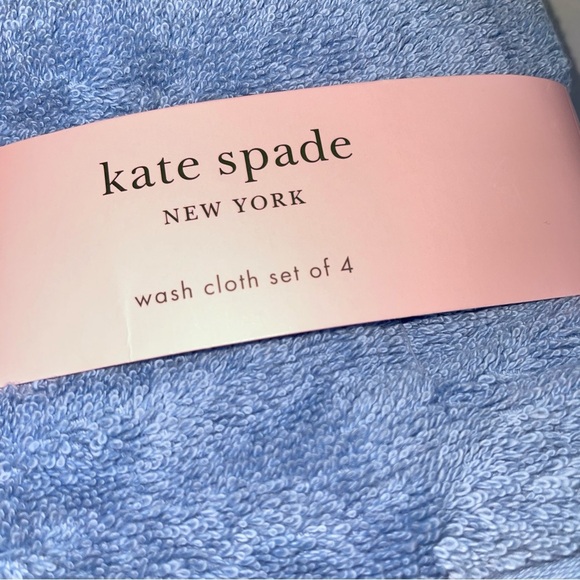 kate spade
NEW YORK
wash cloth set of 4